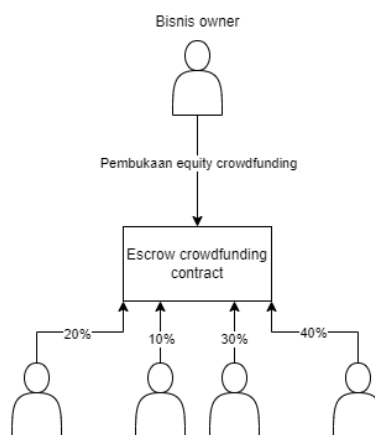 Bisnis owner
Pembukaan equity crowdfunding
Escrow crowdfunding
contract
20%
10%
30%
40%